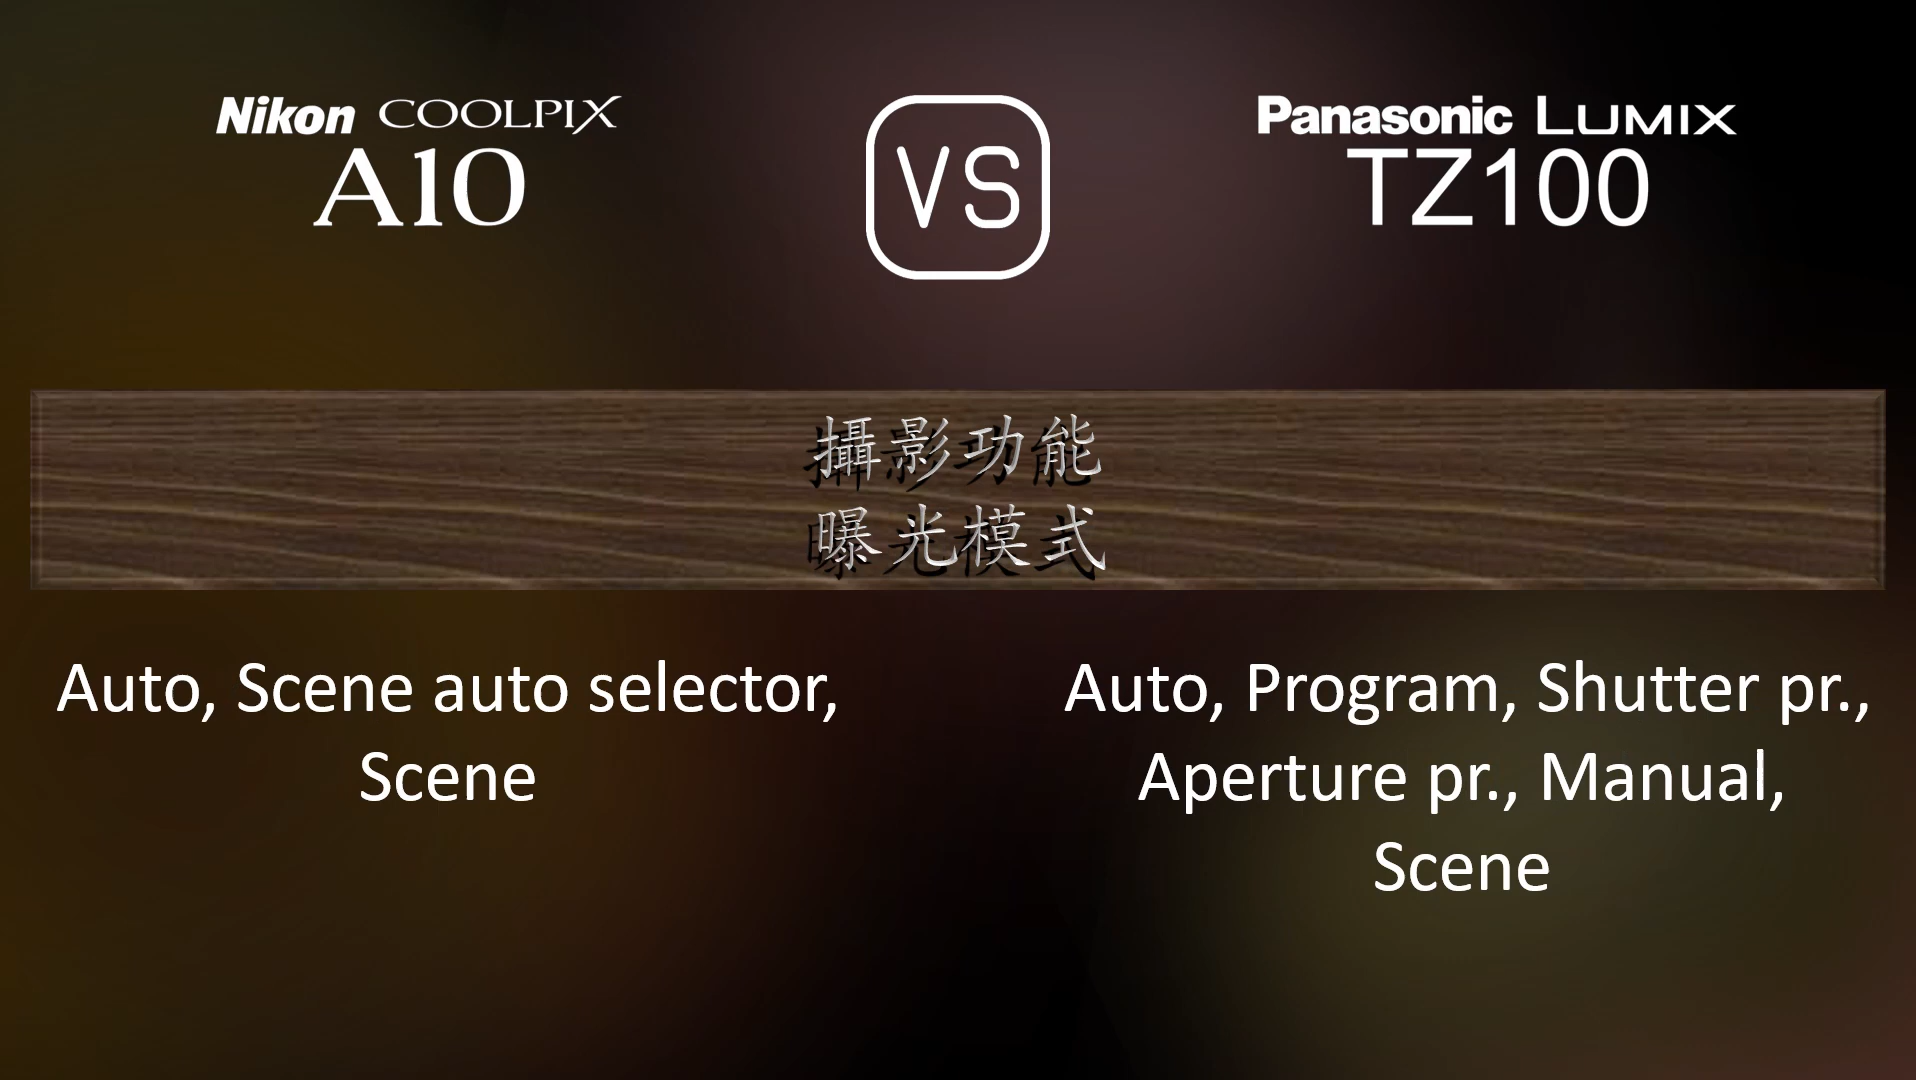 Nikon COOLPIX
A10
VS
Panasonic LUMIX
TZ100
攝影功能
曝光模式
Auto, Scene auto selector,
Scene
Auto, Program, Shutter pr.,
Aperture pr., Manual,
Scene